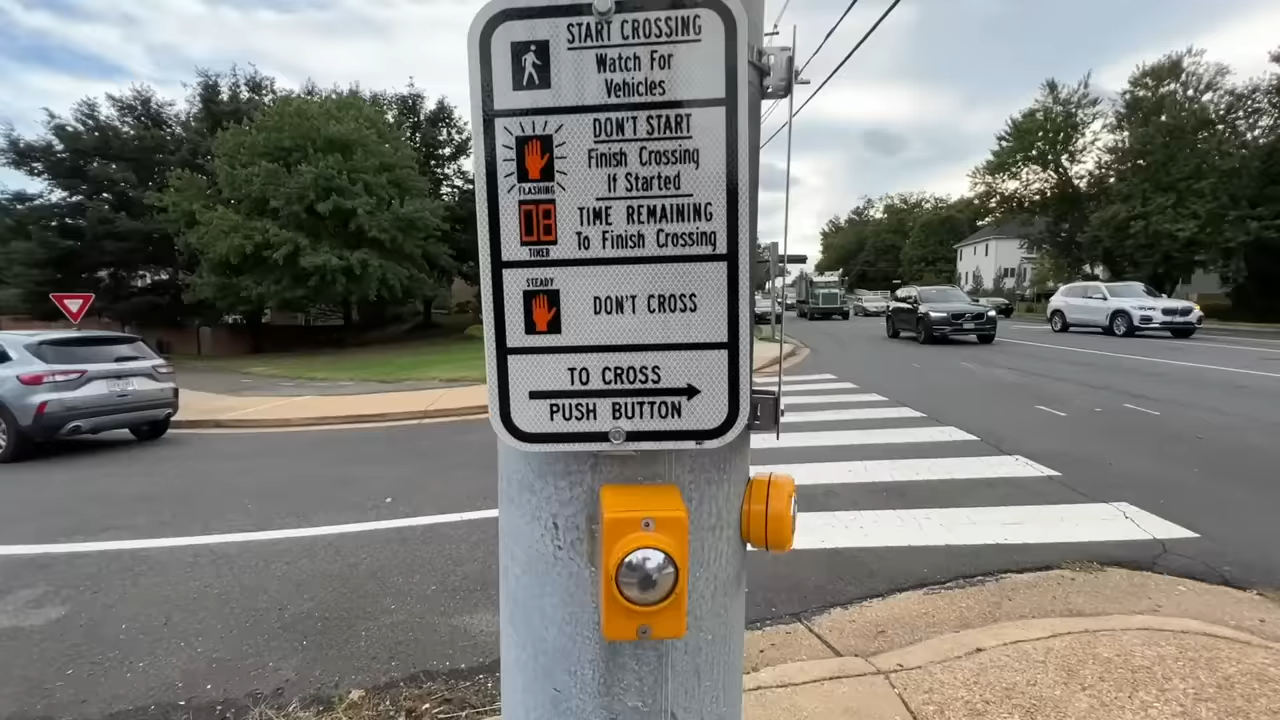 START CROSSING
Watch For
Vehicles
DON'T START
Finish Crossing
If Started
FLASHING
08
TIME REMAINING
To Finish Crossing
TIMER
STEADY
DON'T CROSS
TO CROSS
PUSH BUTTON